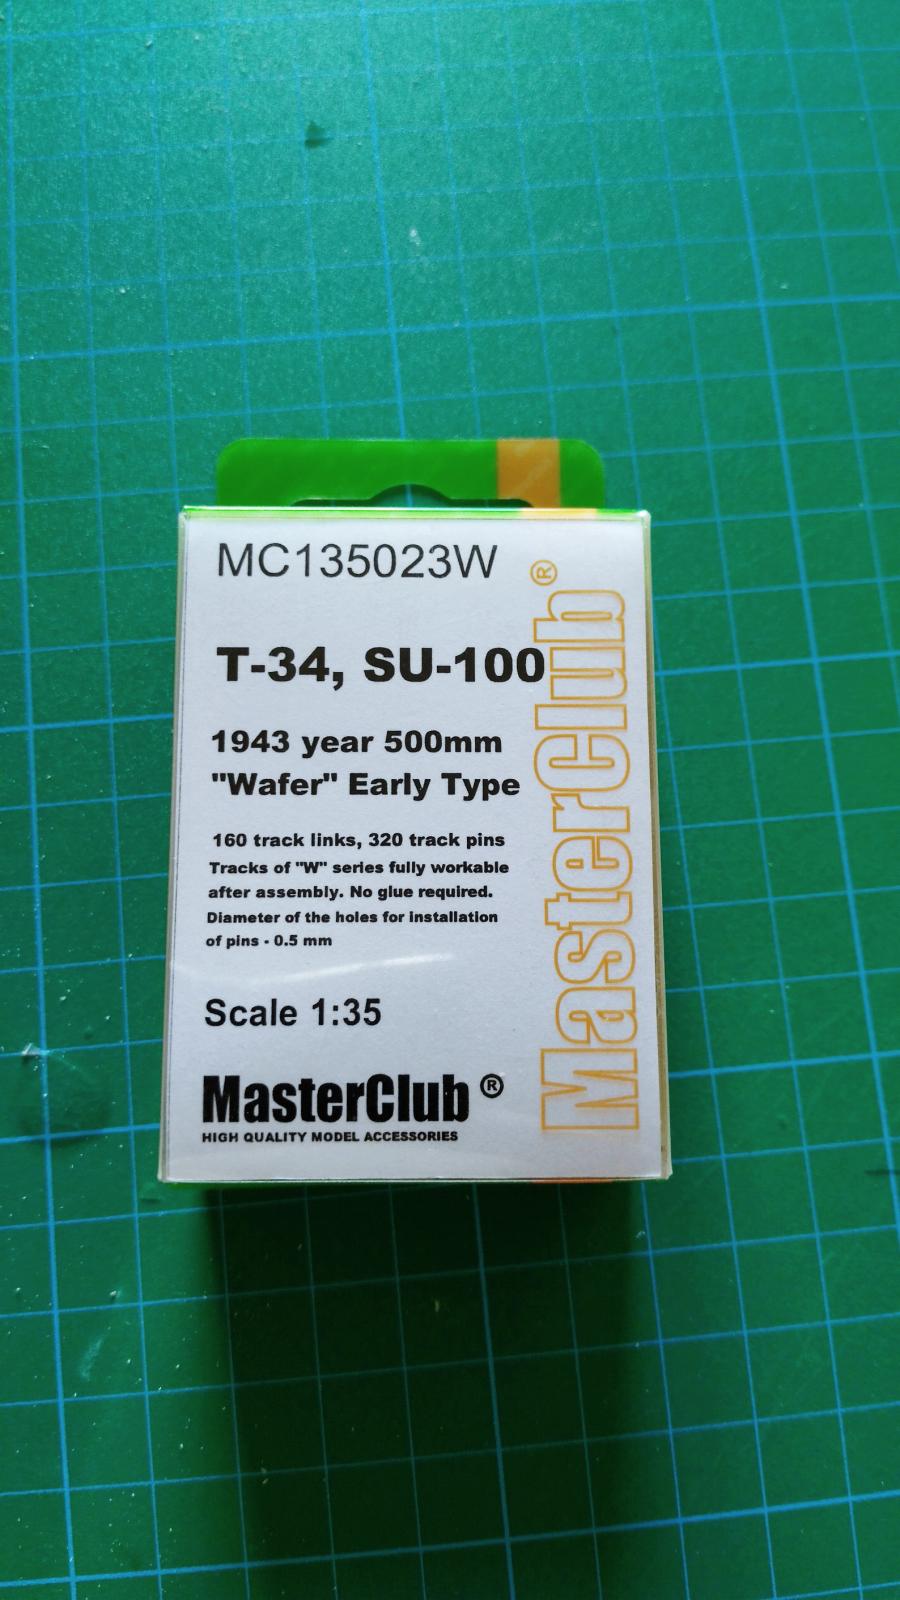 MC135023W
T-34, SU-100
1943 year 500mm
"Wafer" Early Type
160 track links, 320 track pins
Tracks of "W" series fully workable
after assembly. No glue required.
Diameter of the holes for installation
of pins - 0.5 mm
Scale 1:35
MasterClub ®
HIGH QUALITY MODEL ACCESSORIES
MasterClub®